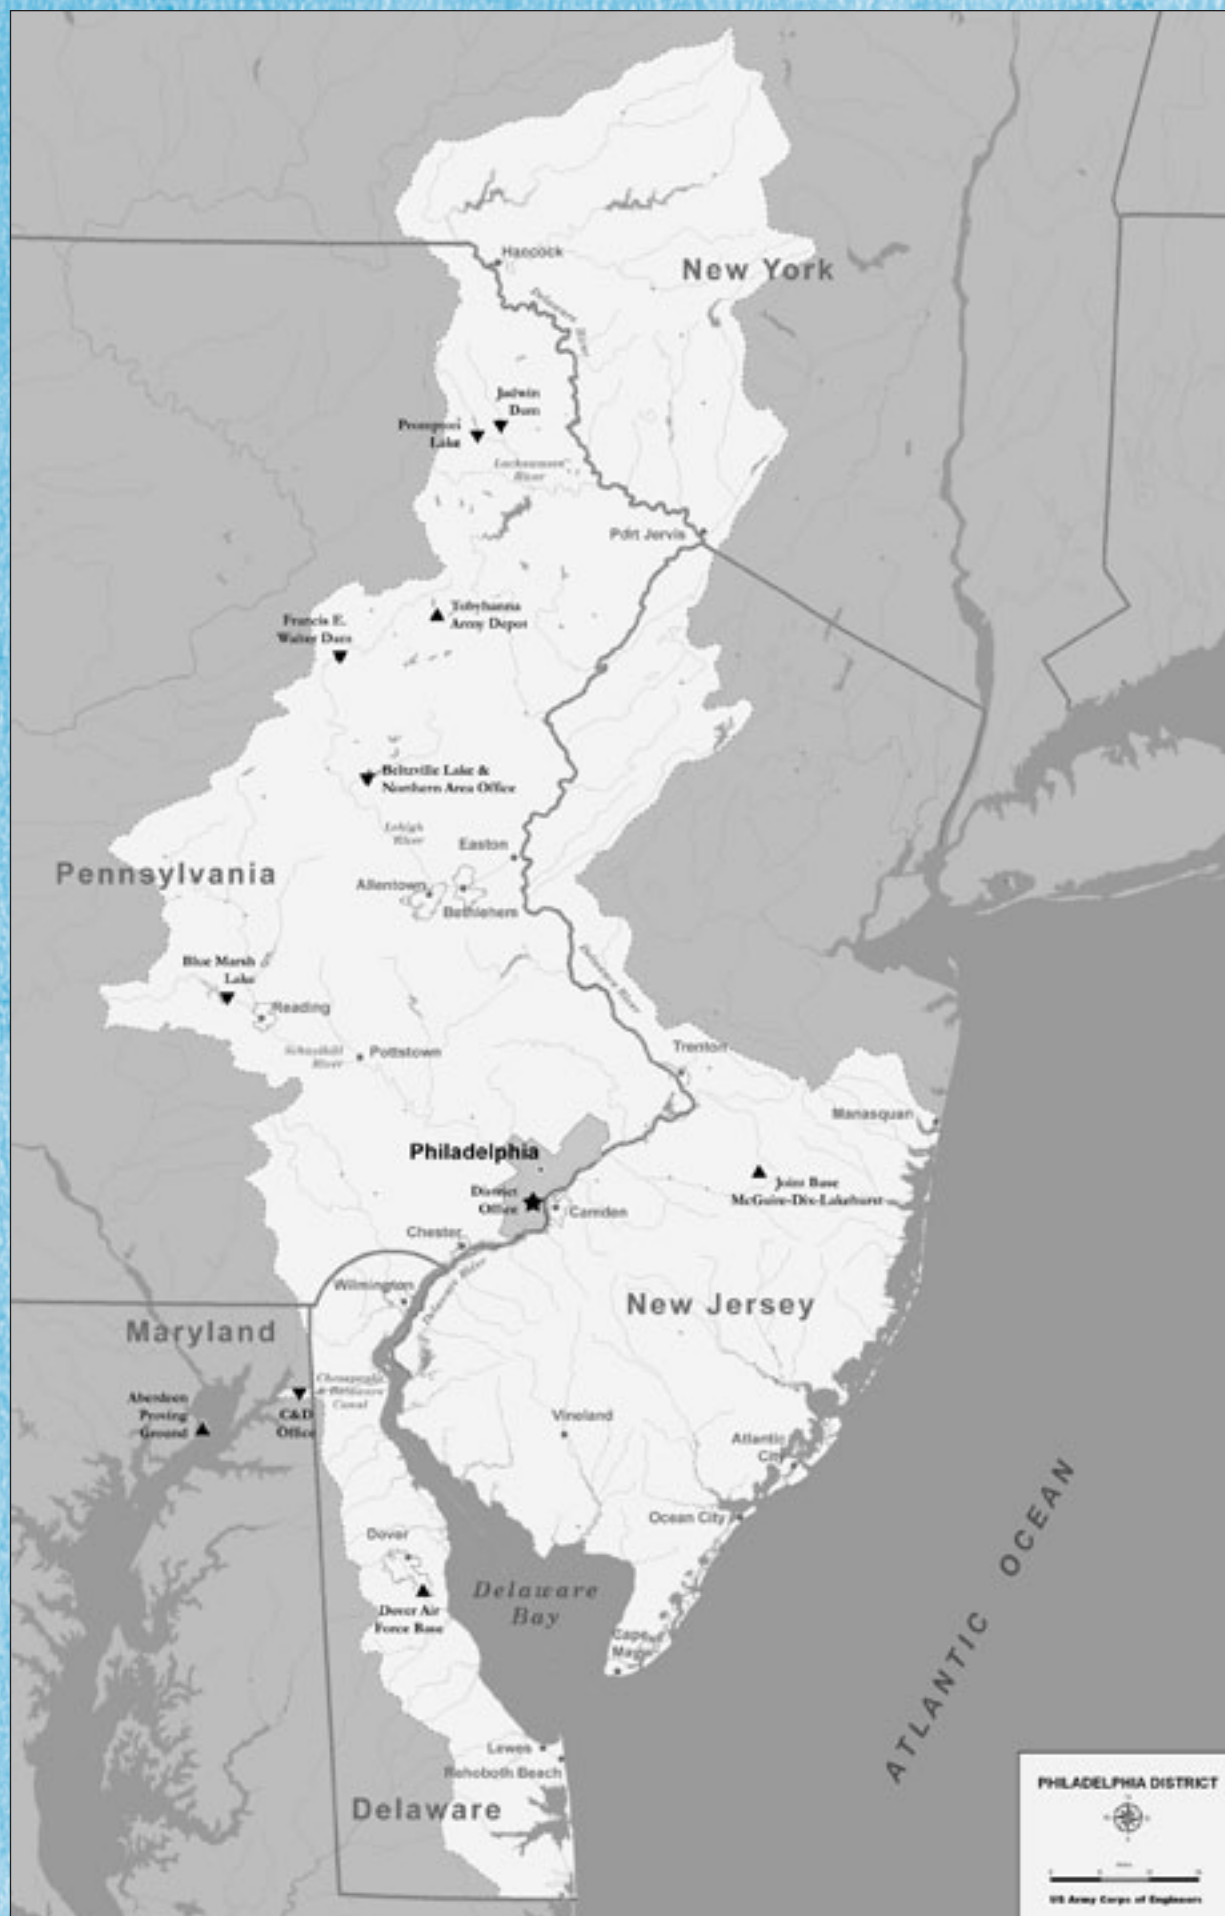 Hancock
New York
Delaware
River
Jadwin
Dam
Prompton
Lake
Lackawaxen
River
Port Jervis
Tobyhanna
Army Depot
Francis E.
Walter Dam
Beltzville Lake &
Northern Area Office
Lehigh
River
Easton
Pennsylvania
Allentown
Bethlehem
Blue Marsh
Lake
Delaware River
Reading
Schuylkill
River
Pottstown
Trenton
Manasquan
Philadelphia
District
Office
Joint Base
McGuire-Dix-Lakehurst
Camden
Chester
Delaware River
Wilmington
New Jersey
Maryland
Chesapeake
& Delaware
Canal
Aberdeen
Proving
Ground
C&D
Office
Vineland
Atlantic
City
Ocean City
ATLANTIC OCEAN
Dover
Delaware
Bay
Dover Air
Force Base
Cape
May
Lewes
Rehoboth Beach
Delaware
PHILADELPHIA DISTRICT
US Army Corps of Engineers